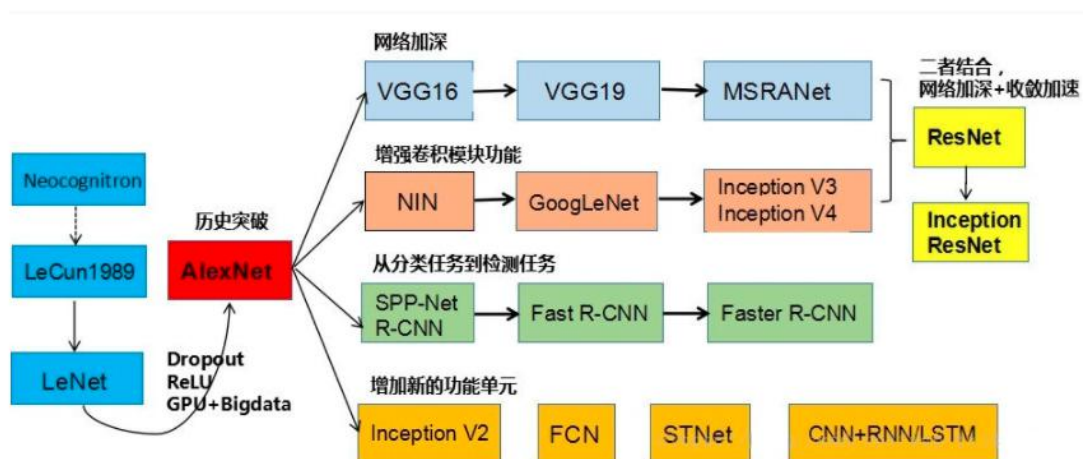 网络加深
VGG16
VGG19
MSRANet
二者结合，
网络加深+收敛加速
ResNet
Inception
ResNet
增强卷积模块功能
NIN
GoogLeNet
Inception V3
Inception V4
Neocognitron
LeCun1989
LeNet
历史突破
AlexNet
Dropout
ReLU
GPU+Bigdata
从分类任务到检测任务
SPP-Net
R-CNN
Fast R-CNN
Faster R-CNN
增加新的功能单元
Inception V2
FCN
STNet
CNN+RNN/LSTM